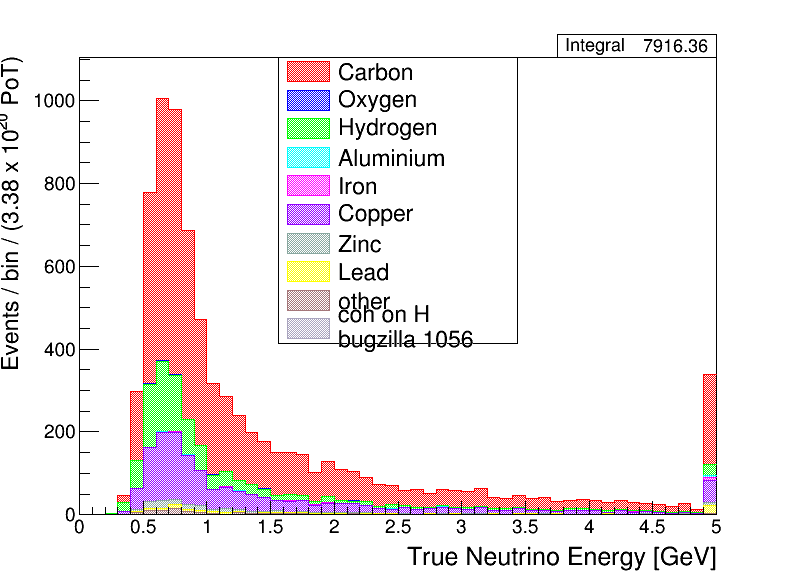 Integral 7916.36
Carbon
Oxygen
Hydrogen
Aluminium
Iron
Copper
Zinc
Lead
other
coh on H
bugzilla 1056
Events / bin / (3.38 x 10²⁰ PoT)
1000
800
600
400
200
0
0 0.5 1 1.5 2 2.5 3 3.5 4 4.5 5
True Neutrino Energy [GeV]